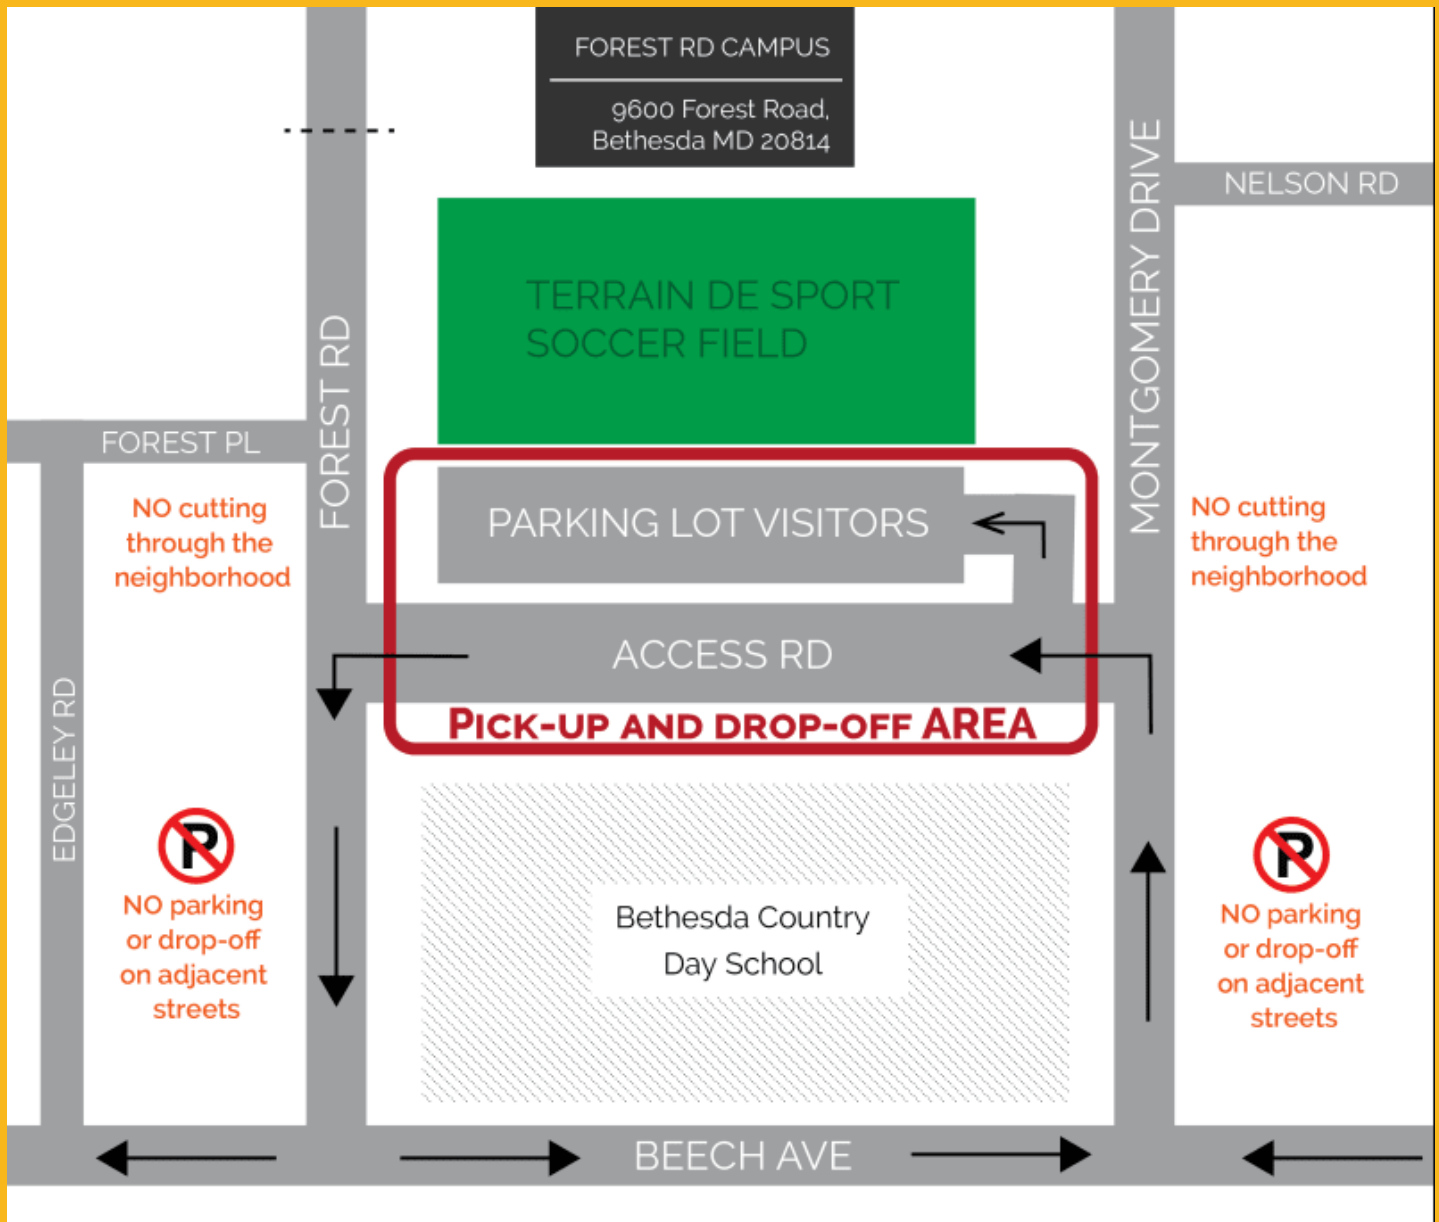 FOREST RD CAMPUS
9600 Forest Road,
Bethesda MD 20814
NELSON RD
MONTGOMERY DRIVE
TERRAIN DE SPORT
SOCCER FIELD
FOREST RD
FOREST PL
NO cutting
through the
neighborhood
PARKING LOT VISITORS
NO cutting
through the
neighborhood
ACCESS RD
PICK-UP AND DROP-OFF AREA
EDGELEY RD
P
NO parking
or drop-off
on adjacent
streets
Bethesda Country
Day School
P
NO parking
or drop-off
on adjacent
streets
BEECH AVE